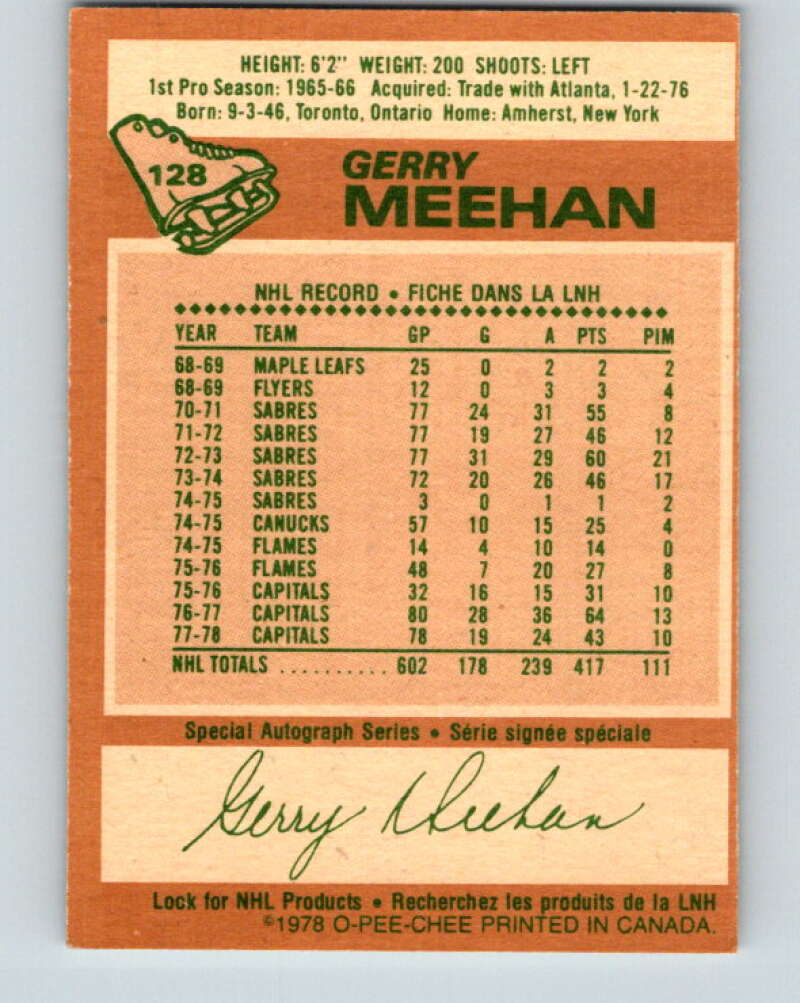 HEIGHT: 6'2" WEIGHT: 200 SHOOTS: LEFT
1st Pro Season: 1965-66 Acquired: Trade with Atlanta, 1-22-76
Born: 9-3-46, Toronto, Ontario Home: Amherst, New York
128
GERRY
MEEHAN
NHL RECORD • FICHE DANS LA LNH
YEAR TEAM GP G A PTS PIM
68-69 MAPLE LEAFS 25 0 2 2 2
68-69 FLYERS 12 0 3 3 4
70-71 SABRES 77 24 31 55 8
71-72 SABRES 77 19 27 46 12
72-73 SABRES 77 31 29 60 21
73-74 SABRES 72 20 26 46 17
74-75 SABRES 3 0 1 1 2
74-75 CANUCKS 57 10 15 25 4
74-75 FLAMES 14 4 10 14 0
75-76 FLAMES 48 7 20 27 8
75-76 CAPITALS 32 16 15 31 10
76-77 CAPITALS 80 28 36 64 13
77-78 CAPITALS 78 19 24 43 10
NHL TOTALS .......... 602 178 239 417 111
Special Autograph Series • Série signée spéciale
Gerry Meehan
Lock for NHL Products • Recherchez les produits de la LNH
©1978 O-PEE-CHEE PRINTED IN CANADA.